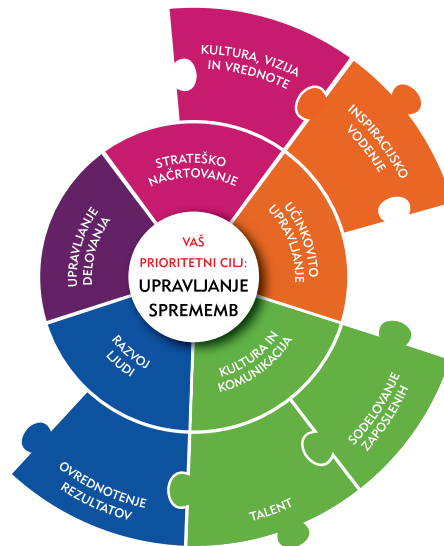 KULTURA, VIZIJA
IN VREDNOTE
INSPIRACIJSKO
VODENJE
STRATEŠKO
NAČRTOVANJE
UČINKOVITO
UPRAVLJANJE
UPRAVLJANJE
DELOVANJA
VAŠ
PRIORITETNI CILJ:
UPRAVLJANJE
SPREMEMB
RAZVOJ
LJUDI
KULTURA IN
KOMUNIKACIJA
SODELOVANJE
ZAPOSLENIH
OVREDNOTENJE
REZULTATOV
TALENT